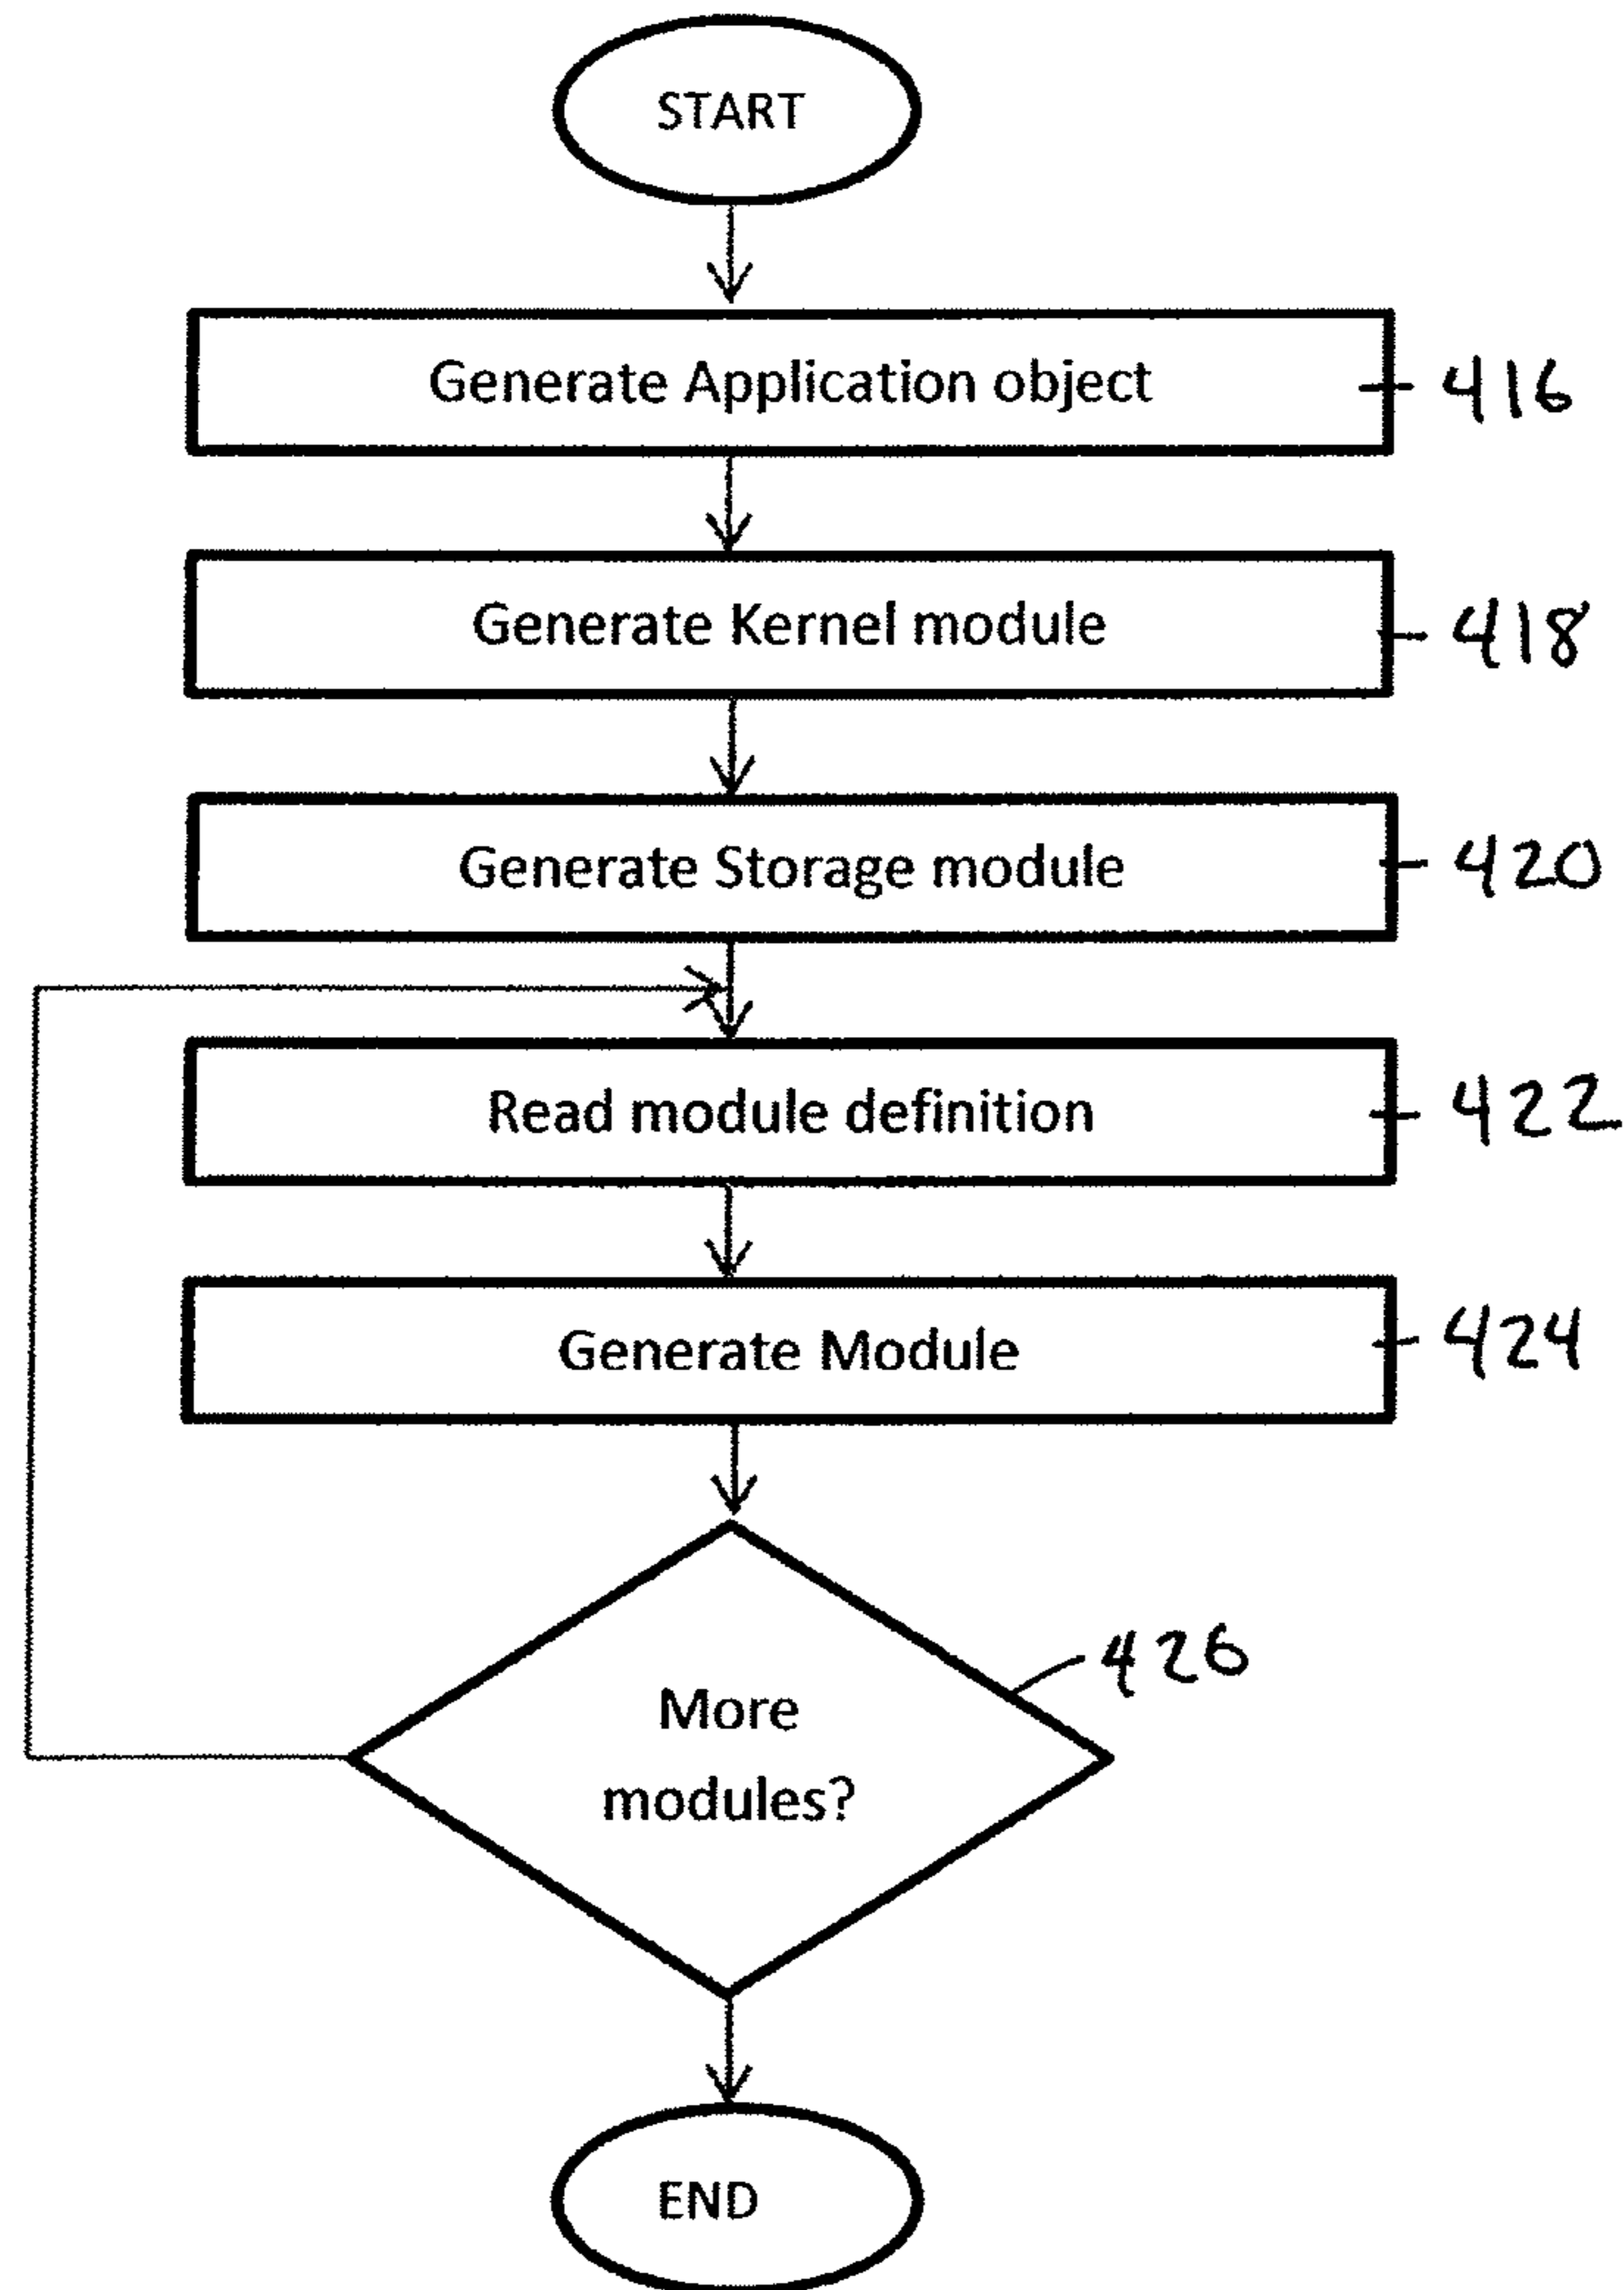 START
Generate Application object 416
Generate Kernel module 418
Generate Storage module 420
Read module definition 422
Generate Module 424
426
More
modules?
END